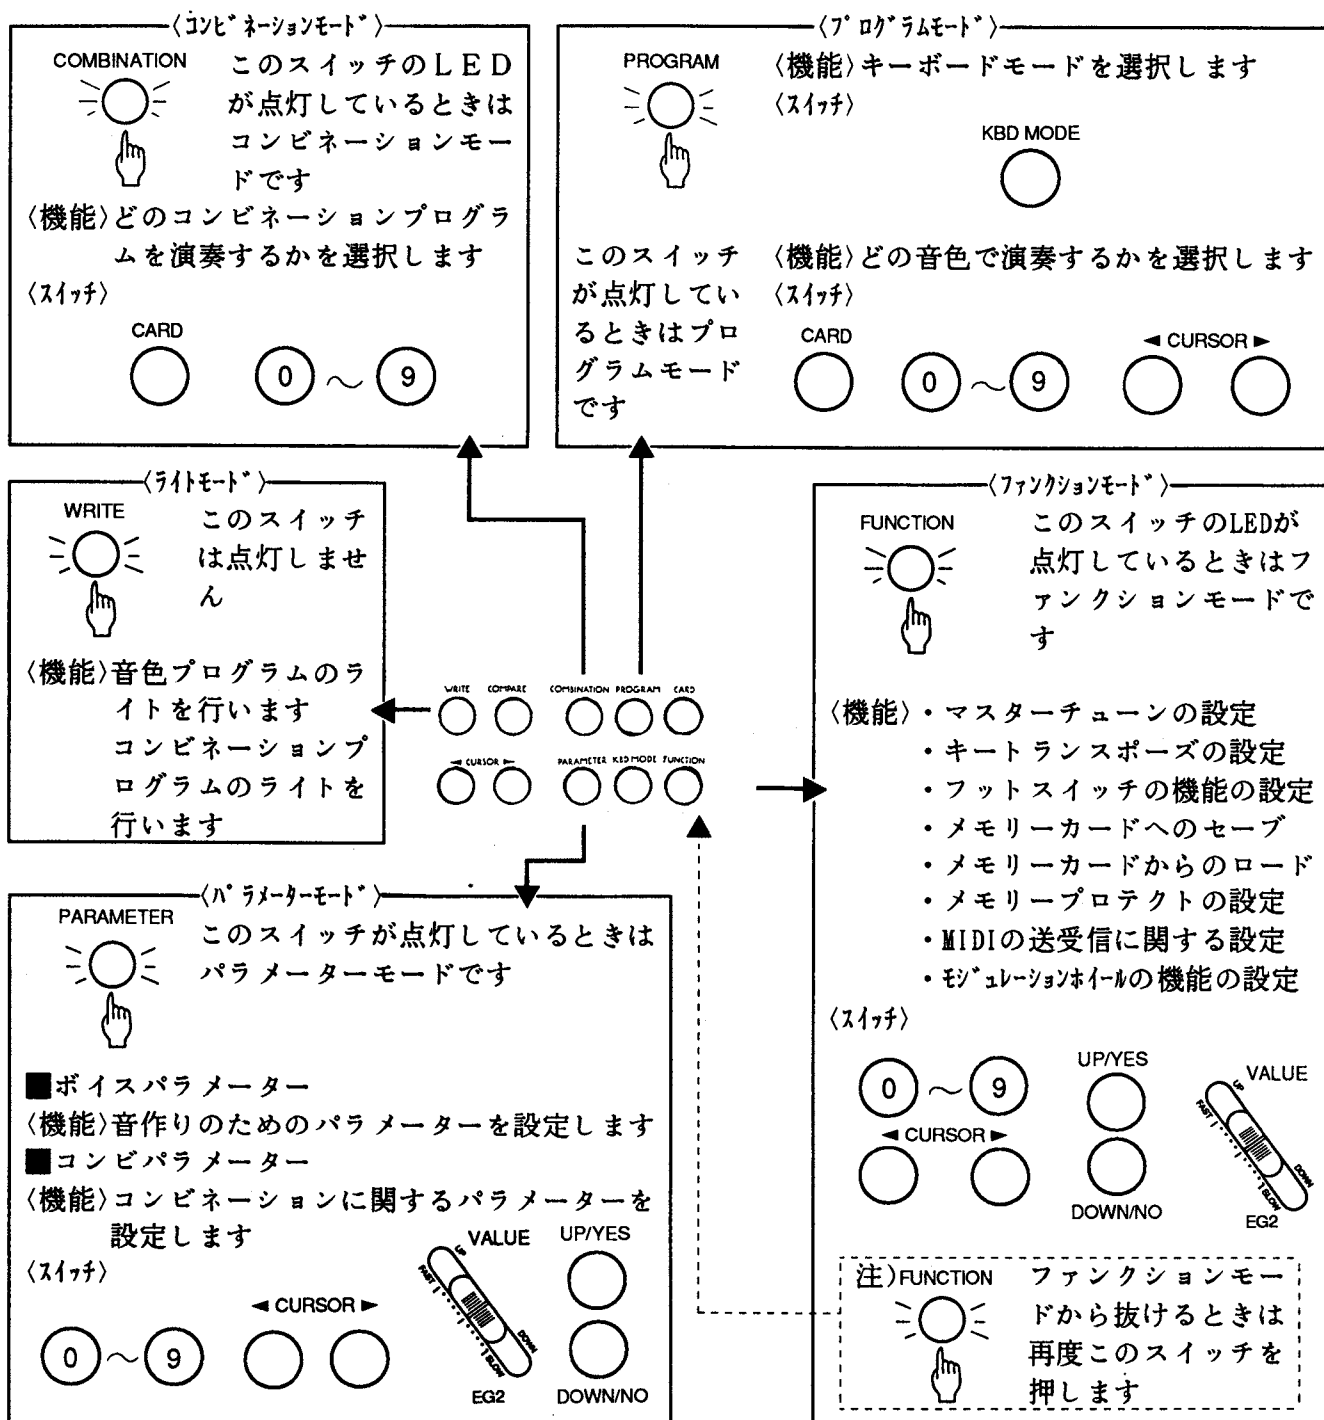 〈コンビネーションモード〉
COMBINATION
このスイッチのＬＥＤ
が点灯しているときは
コンビネーションモー
ドです
〈機能〉どのコンビネーションプログラ
ムを演奏するかを選択します
〈スイッチ〉
CARD
0 ～ 9
〈プログラムモード〉
PROGRAM
〈機能〉キーボードモードを選択します
〈スイッチ〉
KBD MODE
このスイッチ
が点灯してい
るときはプロ
グラムモード
です
〈機能〉どの音色で演奏するかを選択します
〈スイッチ〉
CARD
0 ～ 9
◄ CURSOR ►
〈ライトモード〉
WRITE
このスイッチ
は点灯しませ
ん
〈機能〉音色プログラムのラ
イトを行います
コンビネーションプ
ログラムのライトを
行います
WRITE COMPARE COMBINATION PROGRAM CARD
◄ CURSOR ► PARAMETER KBD MODE FUNCTION
〈ファンクションモード〉
FUNCTION
このスイッチのLEDが
点灯しているときはフ
ァンクションモードで
す
〈機能〉・マスターチューンの設定
・キートランスポーズの設定
・フットスイッチの機能の設定
・メモリーカードへのセーブ
・メモリーカードからのロード
・メモリープロテクトの設定
・MIDIの送受信に関する設定
・モジュレーションホイールの機能の設定
〈スイッチ〉
0 ～ 9
◄ CURSOR ►
UP/YES
DOWN/NO
VALUE
UP
FAST
DOWN
SLOW
EG2
注)FUNCTION
ファンクションモー
ドから抜けるときは
再度このスイッチを
押します
〈パラメーターモード〉
PARAMETER
このスイッチが点灯しているときは
パラメーターモードです
■ボイスパラメーター
〈機能〉音作りのためのパラメーターを設定します
■コンビパラメーター
〈機能〉コンビネーションに関するパラメーターを
設定します
〈スイッチ〉
0 ～ 9
◄ CURSOR ►
VALUE
UP
FAST
DOWN
SLOW
EG2
UP/YES
DOWN/NO